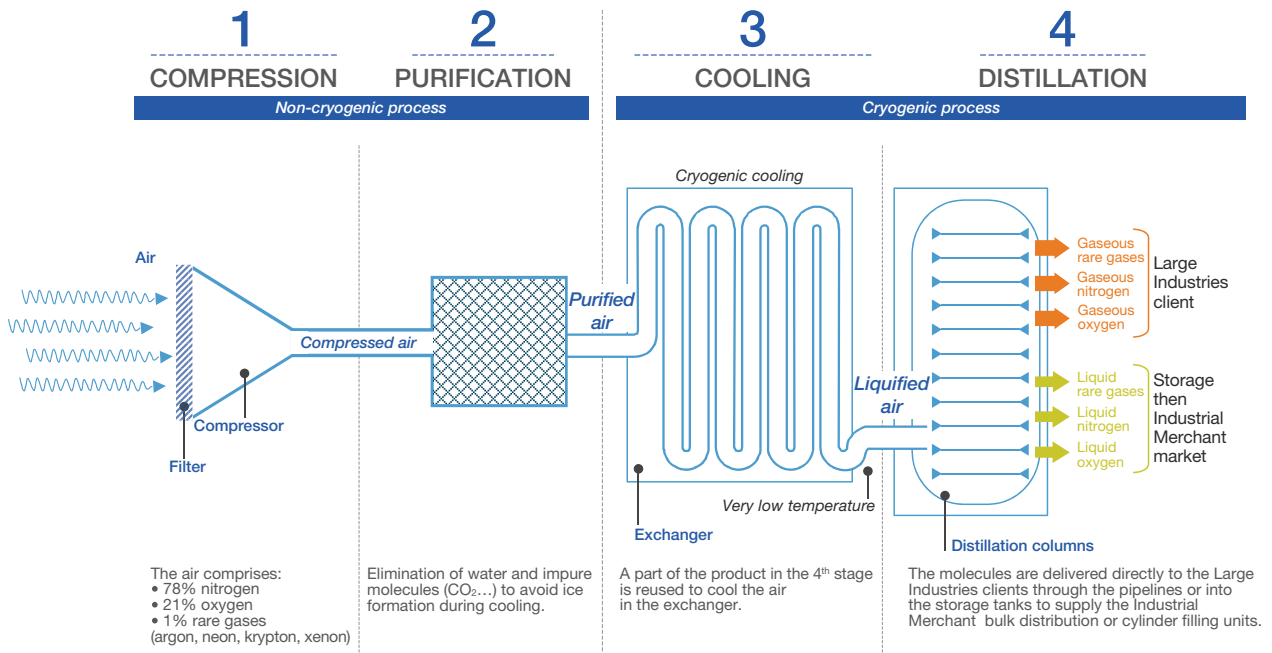 1
2
3
4
COMPRESSION
PURIFICATION
COOLING
DISTILLATION
Non-cryogenic process
Cryogenic process
Air
Compressed air
Compressor
Filter
Purified
air
Cryogenic cooling
Liquified
air
Very low temperature
Exchanger
Gaseous
rare gases
Gaseous
nitrogen
Gaseous
oxygen
Large
Industries
client
Liquid
rare gases
Liquid
nitrogen
Liquid
oxygen
Storage
then
Industrial
Merchant
market
Distillation columns
The air comprises:
• 78% nitrogen
• 21% oxygen
• 1% rare gases
(argon, neon, krypton, xenon)
Elimination of water and impure
molecules (CO₂...) to avoid ice
formation during cooling.
A part of the product in the 4th stage
is reused to cool the air
in the exchanger.
The molecules are delivered directly to the Large
Industries clients through the pipelines or into
the storage tanks to supply the Industrial
Merchant bulk distribution or cylinder filling units.